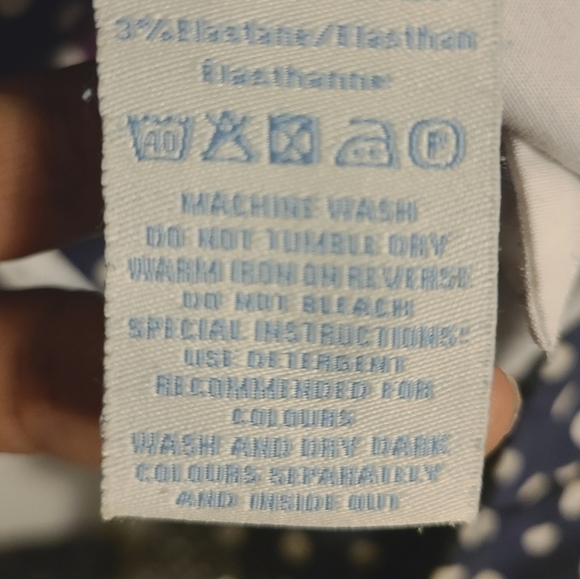 3%Elastane/Elasthan
Élasthanne
40 P
MACHINE WASH
DO NOT TUMBLE DRY
WARM IRON ON REVERSE
DO NOT BLEACH
SPECIAL INSTRUCTIONS:
USE DETERGENT
RECOMMENDED FOR
COLOURS
WASH AND DRY DARK
COLOURS SEPARATELY
AND INSIDE OUT